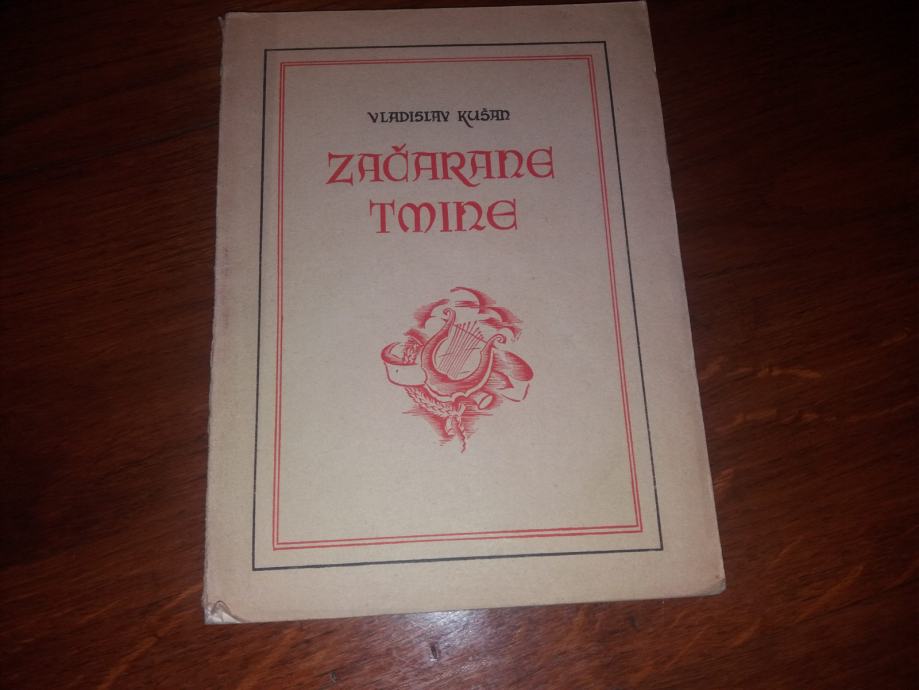 VLADISLAV KUŠAN
ZAČARANE
TMINE